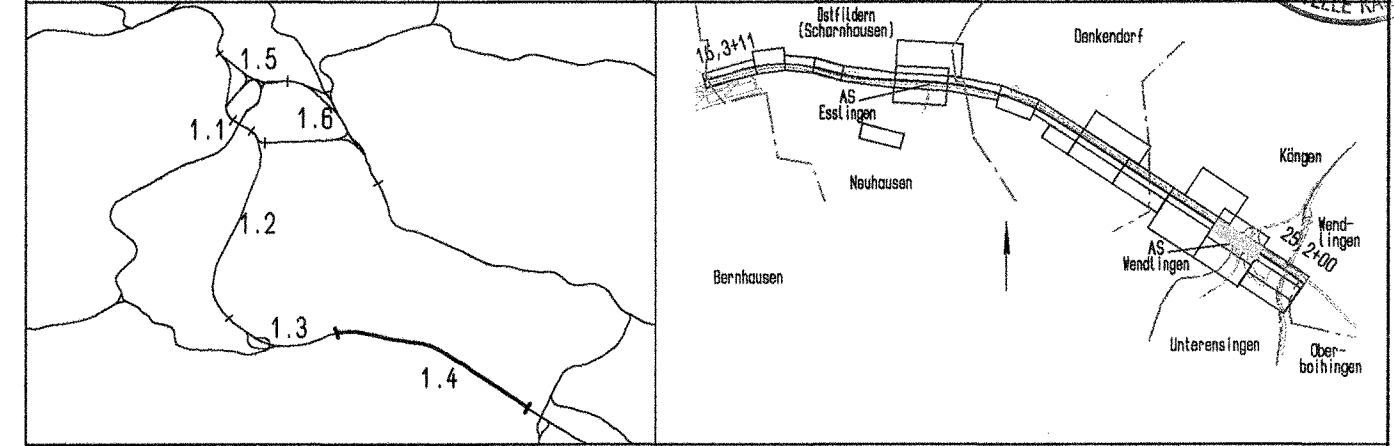 1.5
1.1
1.6
1.2
1.3
1.4
Ostfildern
(Scharnhausen)
Denkendorf
15,3+11
AS
Esslingen
Neuhausen
Köngen
Wend-
lingen
25,2+00
AS
Wendlingen
Bernhausen
Unterensingen
Ober-
boihingen